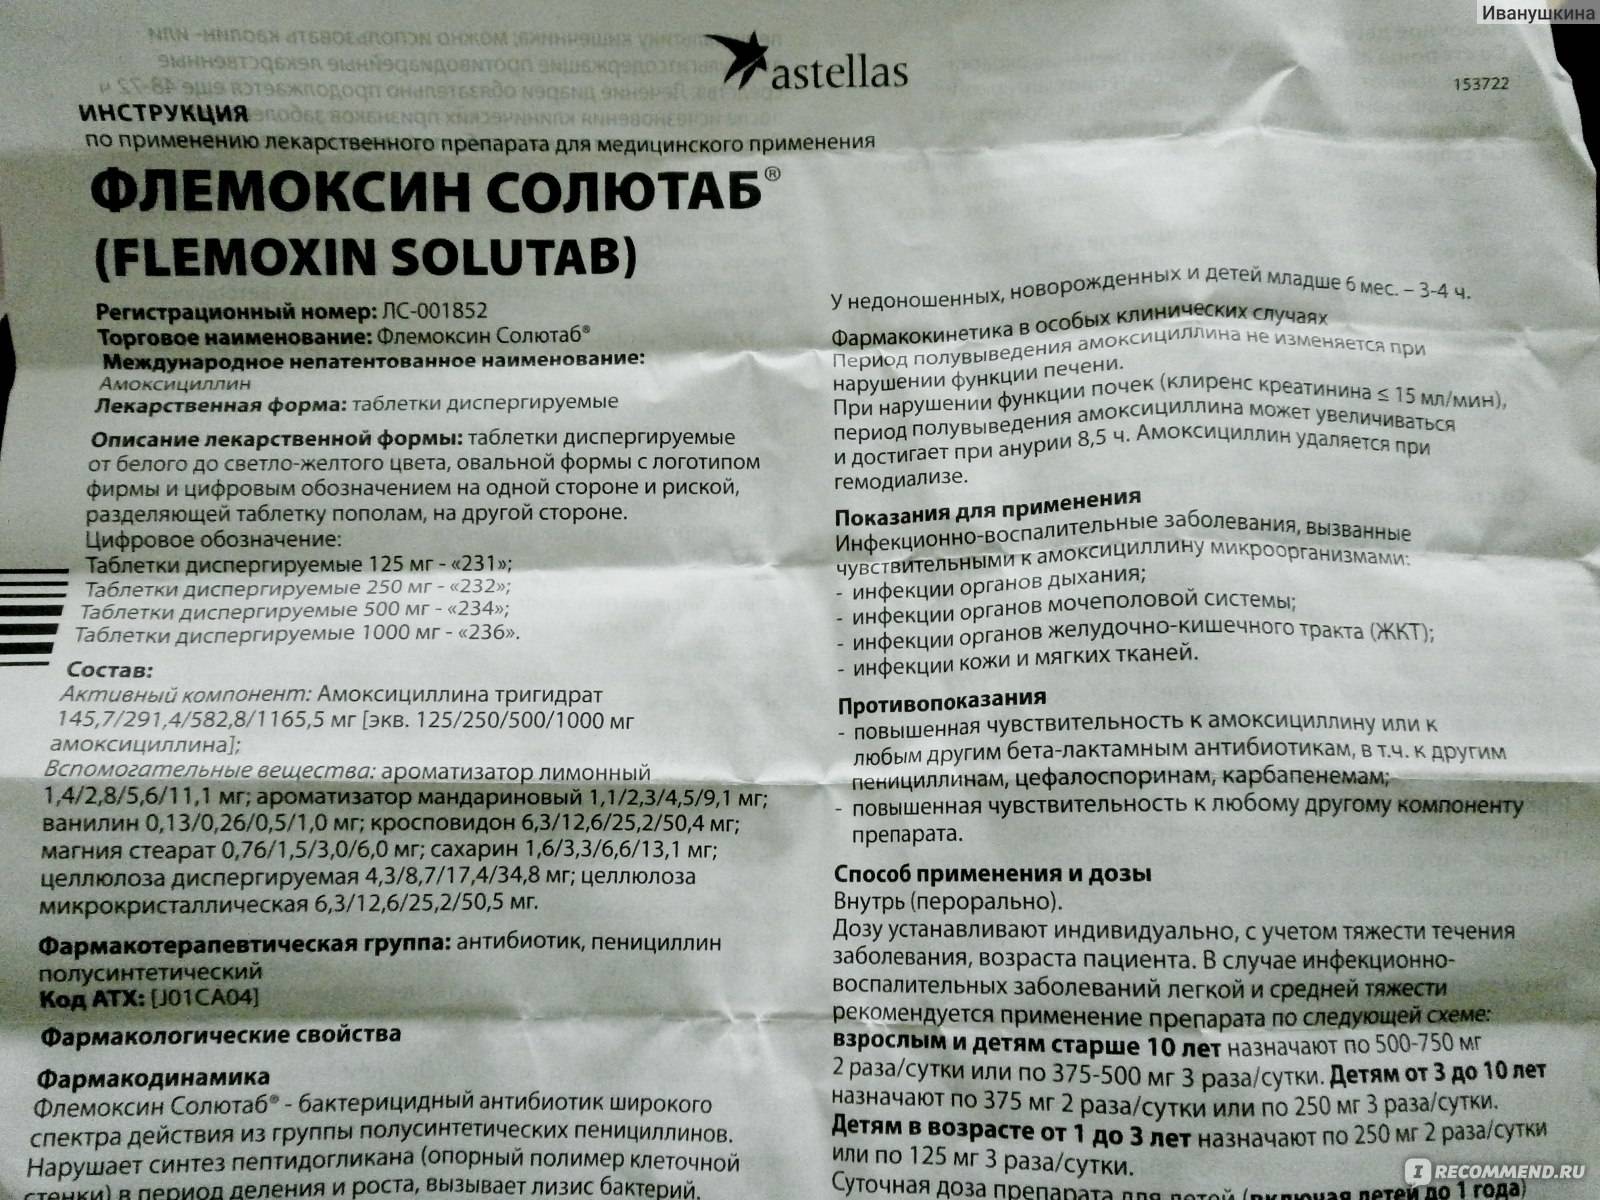 Иванушкина
astellas
153722
ИНСТРУКЦИЯ
по применению лекарственного препарата для медицинского применения
ФЛЕМОКСИН СОЛЮТАБ®
(FLEMOXIN SOLUTAB)
Регистрационный номер: ЛС-001852
Торговое наименование: Флемоксин Солютаб®
Международное непатентованное наименование:
Амоксициллин
Лекарственная форма: таблетки диспергируемые
Описание лекарственной формы: таблетки диспергируемые
от белого до светло-желтого цвета, овальной формы с логотипом
фирмы и цифровым обозначением на одной стороне и риской,
разделяющей таблетку пополам, на другой стороне.
Цифровое обозначение:
Таблетки диспергируемые 125 мг - «231»;
Таблетки диспергируемые 250 мг - «232»;
Таблетки диспергируемые 500 мг - «234»;
Таблетки диспергируемые 1000 мг - «236».
Состав:
Активный компонент: Амоксициллина тригидрат
145,7/291,4/582,8/1165,5 мг [экв. 125/250/500/1000 мг
амоксициллина];
Вспомогательные вещества: ароматизатор лимонный
1,4/2,8/5,6/11,1 мг; ароматизатор мандариновый 1,1/2,3/4,5/9,1 мг;
ванилин 0,13/0,26/0,5/1,0 мг; кросповидон 6,3/12,6/25,2/50,4 мг;
магния стеарат 0,76/1,5/3,0/6,0 мг; сахарин 1,6/3,3/6,6/13,1 мг;
целлюлоза диспергируемая 4,3/8,7/17,4/34,8 мг; целлюлоза
микрокристаллическая 6,3/12,6/25,2/50,5 мг.
Фармакотерапевтическая группа: антибиотик, пенициллин
полусинтетический
Код АТХ: [J01CA04]
Фармакологические свойства
Фармакодинамика
Флемоксин Солютаб® - бактерицидный антибиотик широкого
спектра действия из группы полусинтетических пенициллинов.
Нарушает синтез пептидогликана (опорный полимер клеточной
стенки) в период деления и роста, вызывает лизис бактерий.
У недоношенных, новорожденных и детей младше 6 мес. – 3-4 ч.
Фармакокинетика в особых клинических случаях
Период полувыведения амоксициллина не изменяется при
нарушении функции печени.
При нарушении функции почек (клиренс креатинина ≤ 15 мл/мин),
период полувыведения амоксициллина может увеличиваться
и достигает при анурии 8,5 ч. Амоксициллин удаляется при
гемодиализе.
Показания для применения
Инфекционно-воспалительные заболевания, вызванные
чувствительными к амоксициллину микроорганизмами:
- инфекции органов дыхания;
- инфекции органов мочеполовой системы;
- инфекции органов желудочно-кишечного тракта (ЖКТ);
- инфекции кожи и мягких тканей.
Противопоказания
- повышенная чувствительность к амоксициллину или к
любым другим бета-лактамным антибиотикам, в т.ч. к другим
пенициллинам, цефалоспоринам, карбапенемам;
- повышенная чувствительность к любому другому компоненту
препарата.
Способ применения и дозы
Внутрь (перорально).
Дозу устанавливают индивидуально, с учетом тяжести течения
заболевания, возраста пациента. В случае инфекционно-
воспалительных заболеваний легкой и средней тяжести
рекомендуется применение препарата по следующей схеме:
взрослым и детям старше 10 лет назначают по 500-750 мг
2 раза/сутки или по 375-500 мг 3 раза/сутки. Детям от 3 до 10 лет
назначают по 375 мг 2 раза/сутки или по 250 мг 3 раза/сутки.
Детям в возрасте от 1 до 3 лет назначают по 250 мг 2 раза/сутки
или по 125 мг 3 раза/сутки.
Суточная доза препарата для детей (включая детей до 1 года)
IRECOMMEND.RU